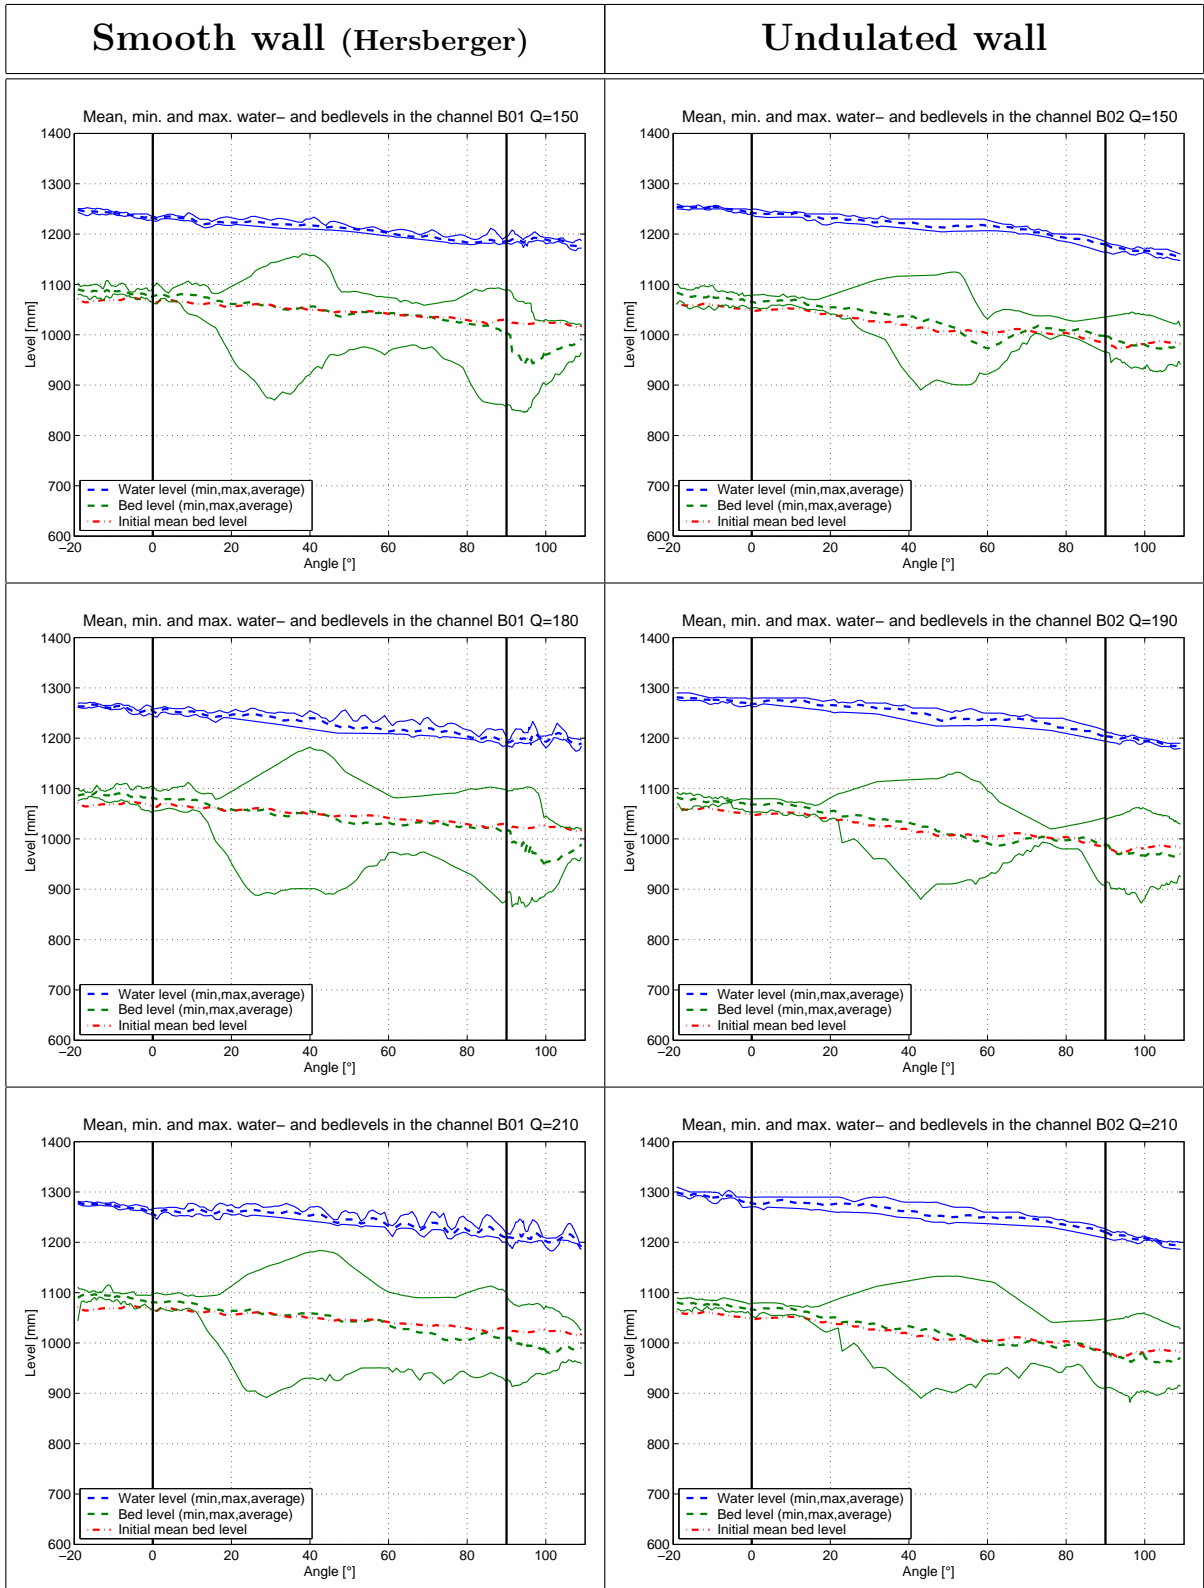 Smooth wall (Hersberger)
Undulated wall
Mean, min. and max. water− and bedlevels in the channel B01 Q=150
1400
1300
1200
1100
1000
900
800
700
600
Level [mm]
Water level (min,max,average)
Bed level (min,max,average)
Initial mean bed level
−20 0 20 40 60 80 100
Angle [°]
Mean, min. and max. water− and bedlevels in the channel B02 Q=150
1400
1300
1200
1100
1000
900
800
700
600
Level [mm]
Water level (min,max,average)
Bed level (min,max,average)
Initial mean bed level
−20 0 20 40 60 80 100
Angle [°]
Mean, min. and max. water− and bedlevels in the channel B01 Q=180
1400
1300
1200
1100
1000
900
800
700
600
Level [mm]
Water level (min,max,average)
Bed level (min,max,average)
Initial mean bed level
−20 0 20 40 60 80 100
Angle [°]
Mean, min. and max. water− and bedlevels in the channel B02 Q=190
1400
1300
1200
1100
1000
900
800
700
600
Level [mm]
Water level (min,max,average)
Bed level (min,max,average)
Initial mean bed level
−20 0 20 40 60 80 100
Angle [°]
Mean, min. and max. water− and bedlevels in the channel B01 Q=210
1400
1300
1200
1100
1000
900
800
700
600
Level [mm]
Water level (min,max,average)
Bed level (min,max,average)
Initial mean bed level
−20 0 20 40 60 80 100
Angle [°]
Mean, min. and max. water− and bedlevels in the channel B02 Q=210
1400
1300
1200
1100
1000
900
800
700
600
Level [mm]
Water level (min,max,average)
Bed level (min,max,average)
Initial mean bed level
−20 0 20 40 60 80 100
Angle [°]